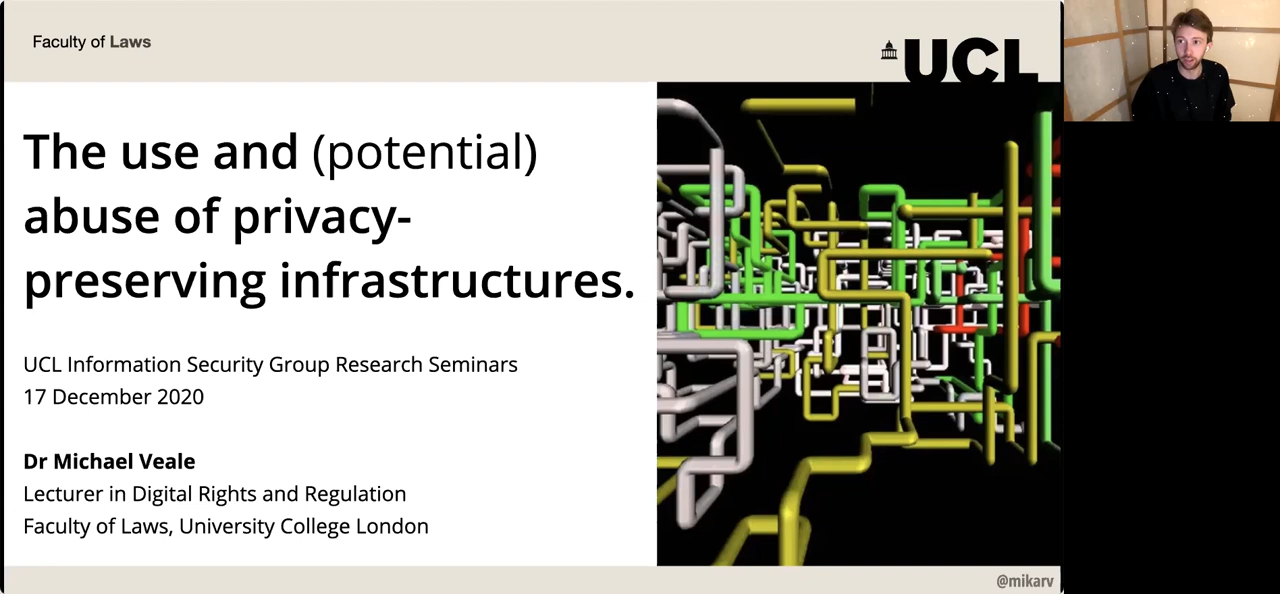 Faculty of Laws
UCL
The use and (potential)
abuse of privacy-
preserving infrastructures.
UCL Information Security Group Research Seminars
17 December 2020
Dr Michael Veale
Lecturer in Digital Rights and Regulation
Faculty of Laws, University College London
@mikarv